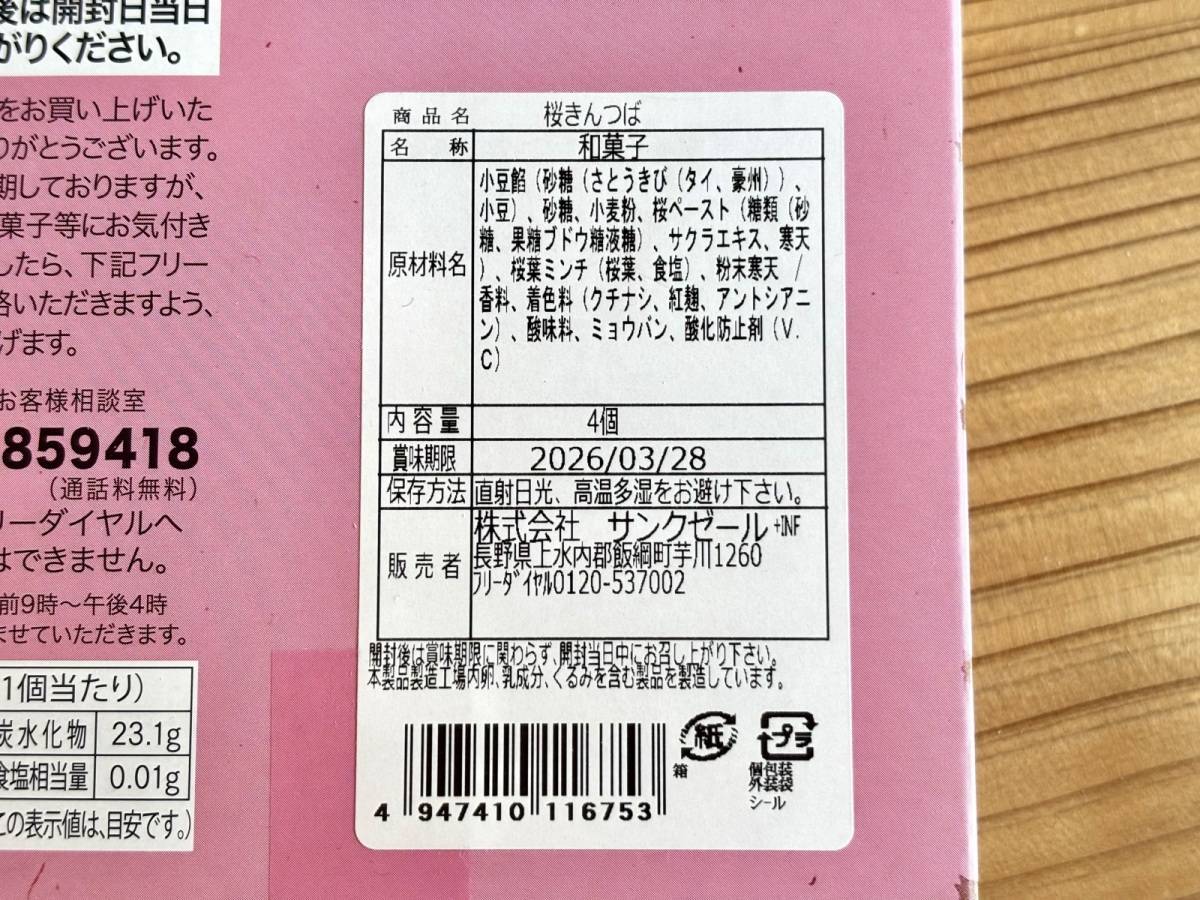 後は開封日当日
がりください。
をお買い上げいた
りがとうございます。
期しておりますが、
菓子等にお気付き
したら、下記フリー
絡いただきますよう、
げます。
お客様相談室
859418
（通話料無料）
リーダイヤルへ
はできません。
前9時～午後4時
ませていただきます。
1個当たり）
炭水化物 23.1g
食塩相当量 0.01g
この表示値は、目安です。）
商品名 桜きんつば
名称 和菓子
原材料名
小豆餡（砂糖（さとうきび（タイ、豪州））、
小豆）、砂糖、小麦粉、桜ペースト（糖類（砂
糖、果糖ブドウ糖液糖）、サクラエキス、寒天
）、桜葉ミンチ（桜葉、食塩）、粉末寒天 /
香料、着色料（クチナシ、紅麹、アントシアニ
ン）、酸味料、ミョウバン、酸化防止剤（V.
C）
内容量 4個
賞味期限 2026/03/28
保存方法 直射日光、高温多湿をお避け下さい。
販売者
株式会社 サンクゼール+INF
長野県上水内郡飯綱町芋川1260
ﾌﾘｰﾀﾞｲﾔﾙ0120-537002
開封後は賞味期限に関わらず、開封当日中にお召し上がり下さい。
本製品製造工場内卵、乳成分、くるみを含む製品を製造しています。
紙
箱
プラ
個包装
外装袋
シール
4 947410 116753